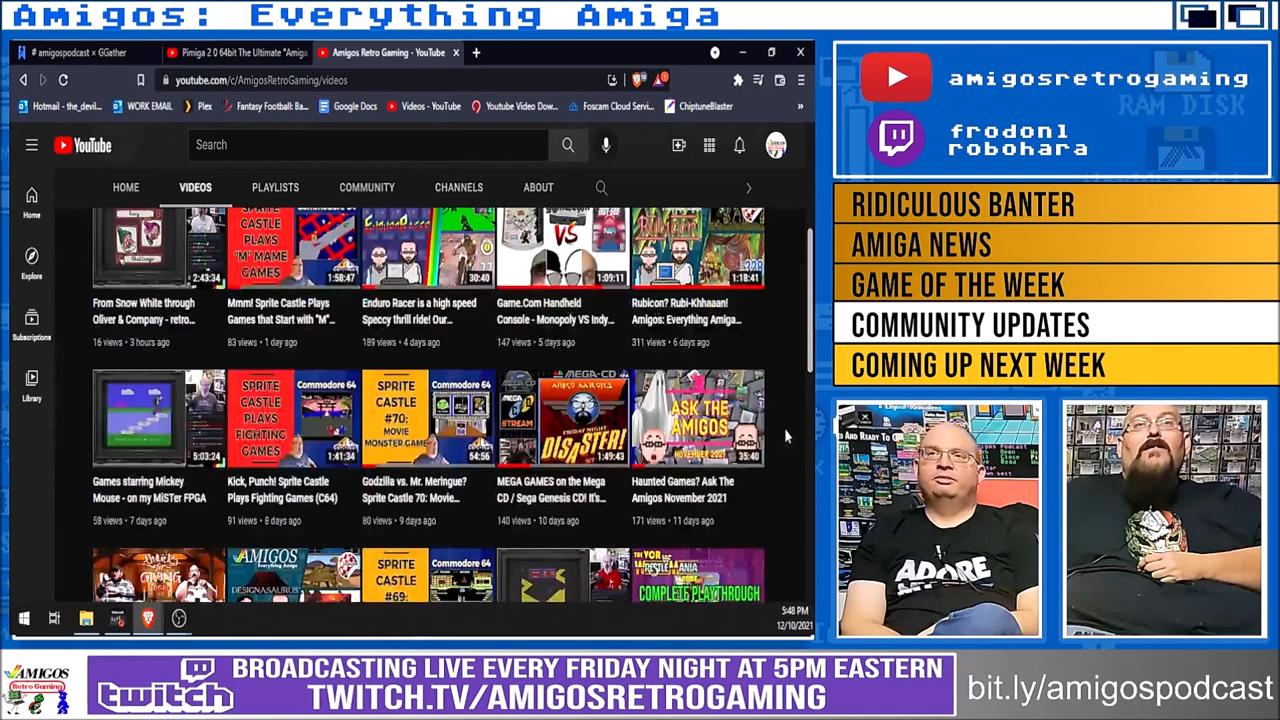 Amigos: Everything Amiga
# amigospodcast × GGather
Pimiga 2 0 64bit The Ultimate "Amiga
Amigos Retro Gaming - YouTube
youtube.com/c/AmigosRetroGaming/videos
Hotmail - the_devil...
WORK EMAIL
Plex
Fantasy Football: Ba...
Google Docs
Videos - YouTube
Youtube Video Dow...
Foscam Cloud Servi...
ChiptuneBlaster
YouTube
Search
HOME
VIDEOS
PLAYLISTS
COMMUNITY
CHANNELS
ABOUT
Home
Explore
Subscriptions
Library
2:43:34
SPRITE
CASTLE
PLAYS
"M" MAME
GAMES
1:58:47
30:40
VS
1:09:11
1:18:41
From Snow White through
Oliver & Company - retro...
16 views • 3 hours ago
Mmm! Sprite Castle Plays
Games that Start with "M"...
83 views • 1 day ago
Enduro Racer is a high speed
Speccy thrill ride! Our...
189 views • 4 days ago
Game.Com Handheld
Console - Monopoly VS Indy...
147 views • 5 days ago
Rubicon? Rubi-Khhaaan!
Amigos: Everything Amiga...
311 views • 6 days ago
5:03:24
SPRITE
CASTLE
PLAYS
FIGHTING
GAMES
Commodore 64
1:41:34
SPRITE
CASTLE
#70:
MOVIE
MONSTER GAME!
Commodore 64
54:56
MEGA-CD
FRIDAY NIGHT
DISASTER!
1:49:43
ASK THE
AMIGOS
NOVEMBER 2021
35:40
Games starring Mickey
Mouse - on my MiSTer FPGA
58 views • 7 days ago
Kick, Punch! Sprite Castle
Plays Fighting Games (C64)
91 views • 8 days ago
Godzilla vs. Mr. Meringue?
Sprite Castle 70: Movie...
80 views • 9 days ago
MEGA GAMES on the Mega
CD / Sega Genesis CD! It's...
140 views • 10 days ago
Haunted Games? Ask The
Amigos November 2021
171 views • 11 days ago
AMIGOS
Everything Amiga
DESIGNASAURUS
SPRITE
CASTLE
#69:
Commodore 64
COMPLETE PLAYTHROUGH
5:48 PM
12/10/2021
amigosretrogaming
RAM DISK
frodon1
robohara
RIDICULOUS BANTER
AMIGA NEWS
GAME OF THE WEEK
COMMUNITY UPDATES
COMING UP NEXT WEEK
ADORE
AMIGOS
Retro Gaming
twitch
BROADCASTING LIVE EVERY FRIDAY NIGHT AT 5PM EASTERN
TWITCH.TV/AMIGOSRETROGAMING
bit.ly/amigospodcast